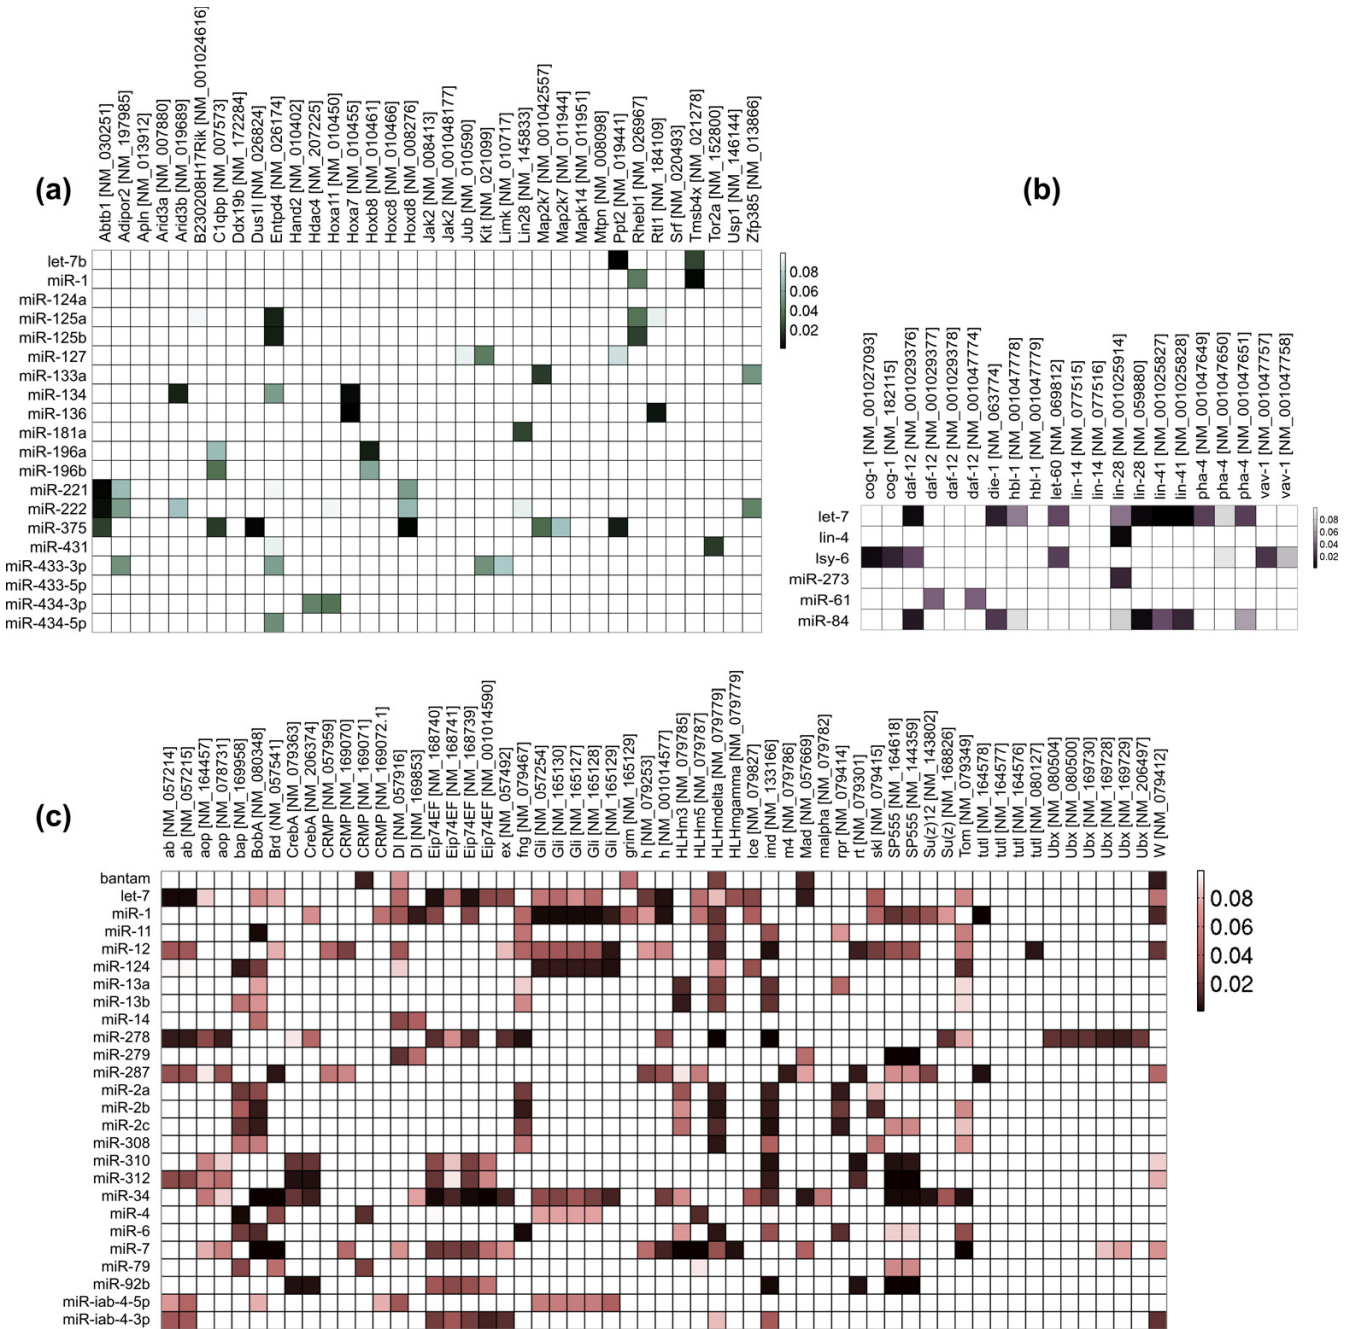 (a)
Abtb1 [NM_030251]
Adipor2 [NM_197985]
Apln [NM_013912]
Arid3a [NM_007880]
Arid3b [NM_019689]
B230208H17Rik [NM_001024616]
C1qbp [NM_007573]
Ddx19b [NM_172284]
Dus1l [NM_026824]
Entpd4 [NM_026174]
Hand2 [NM_010402]
Hdac4 [NM_207225]
Hoxa11 [NM_010450]
Hoxa7 [NM_010455]
Hoxb8 [NM_010461]
Hoxc8 [NM_010466]
Hoxd8 [NM_008276]
Jak2 [NM_008413]
Jak2 [NM_001048177]
Jub [NM_010590]
Kit [NM_021099]
Limk [NM_010717]
Lin28 [NM_145833]
Map2k7 [NM_001042557]
Map2k7 [NM_011944]
Mapk14 [NM_011951]
Mtpn [NM_008098]
Ppt2 [NM_019441]
Rhebl1 [NM_026967]
Rtl1 [NM_184109]
Srf [NM_020493]
Tmsb4x [NM_021278]
Tor2a [NM_152800]
Usp1 [NM_146144]
Zfp385 [NM_013866]
let-7b
miR-1
miR-124a
miR-125a
miR-125b
miR-127
miR-133a
miR-134
miR-136
miR-181a
miR-196a
miR-196b
miR-221
miR-222
miR-375
miR-431
miR-433-3p
miR-433-5p
miR-434-3p
miR-434-5p
0.08
0.06
0.04
0.02
(b)
cog-1 [NM_001027093]
cog-1 [NM_182115]
daf-12 [NM_001029376]
daf-12 [NM_001029377]
daf-12 [NM_001029378]
daf-12 [NM_001047774]
die-1 [NM_063774]
hbl-1 [NM_001047778]
hbl-1 [NM_001047779]
let-60 [NM_069812]
lin-14 [NM_077515]
lin-14 [NM_077516]
lin-28 [NM_001025914]
lin-28 [NM_059880]
lin-41 [NM_001025827]
lin-41 [NM_001025828]
pha-4 [NM_001047649]
pha-4 [NM_001047650]
pha-4 [NM_001047651]
vav-1 [NM_001047757]
vav-1 [NM_001047758]
let-7
lin-4
lsy-6
miR-273
miR-61
miR-84
0.08
0.06
0.04
0.02
(c)
ab [NM_057214]
ab [NM_057215]
aop [NM_164457]
aop [NM_078731]
bap [NM_169958]
BobA [NM_080348]
Brd [NM_057541]
CrebA [NM_079363]
CrebA [NM_206374]
CRMP [NM_057959]
CRMP [NM_169070]
CRMP [NM_169071]
CRMP [NM_169072.1]
Dl [NM_057916]
Dl [NM_169853]
Eip74EF [NM_168740]
Eip74EF [NM_168741]
Eip74EF [NM_168739]
Eip74EF [NM_001014590]
ex [NM_057492]
fng [NM_079467]
Gli [NM_057254]
Gli [NM_165130]
Gli [NM_165127]
Gli [NM_165128]
Gli [NM_165129]
grim [NM_165129]
h [NM_079253]
h [NM_001014577]
HLHm3 [NM_079785]
HLHm5 [NM_079787]
HLHmdelta [NM_079779]
HLHmgamma [NM_079779]
Ice [NM_079827]
imd [NM_133166]
m4 [NM_079786]
Mad [NM_057669]
malpha [NM_079782]
rpr [NM_079414]
rt [NM_079301]
skl [NM_079415]
SP555 [NM_164618]
SP555 [NM_144359]
Su(z)12 [NM_143802]
Su(z) [NM_168826]
Tom [NM_079349]
tutl [NM_164578]
tutl [NM_164577]
tutl [NM_164576]
tutl [NM_080127]
Ubx [NM_080504]
Ubx [NM_080500]
Ubx [NM_169730]
Ubx [NM_169728]
Ubx [NM_169729]
Ubx [NM_206497]
W [NM_079412]
bantam
let-7
miR-1
miR-11
miR-12
miR-124
miR-13a
miR-13b
miR-14
miR-278
miR-279
miR-287
miR-2a
miR-2b
miR-2c
miR-308
miR-310
miR-312
miR-34
miR-4
miR-6
miR-7
miR-79
miR-92b
miR-iab-4-5p
miR-iab-4-3p
0.08
0.06
0.04
0.02